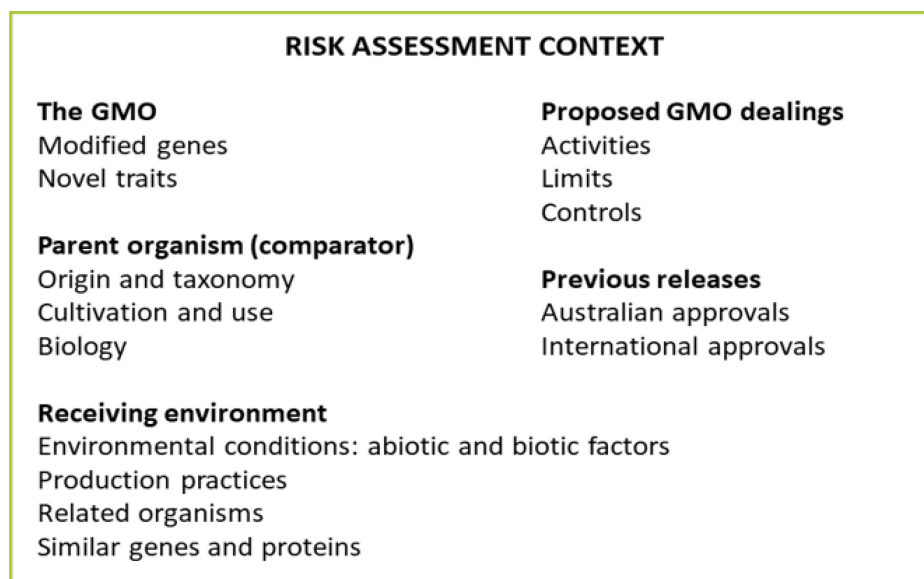 RISK ASSESSMENT CONTEXT
The GMO
Modified genes
Novel traits
Parent organism (comparator)
Origin and taxonomy
Cultivation and use
Biology
Proposed GMO dealings
Activities
Limits
Controls
Previous releases
Australian approvals
International approvals
Receiving environment
Environmental conditions: abiotic and biotic factors
Production practices
Related organisms
Similar genes and proteins